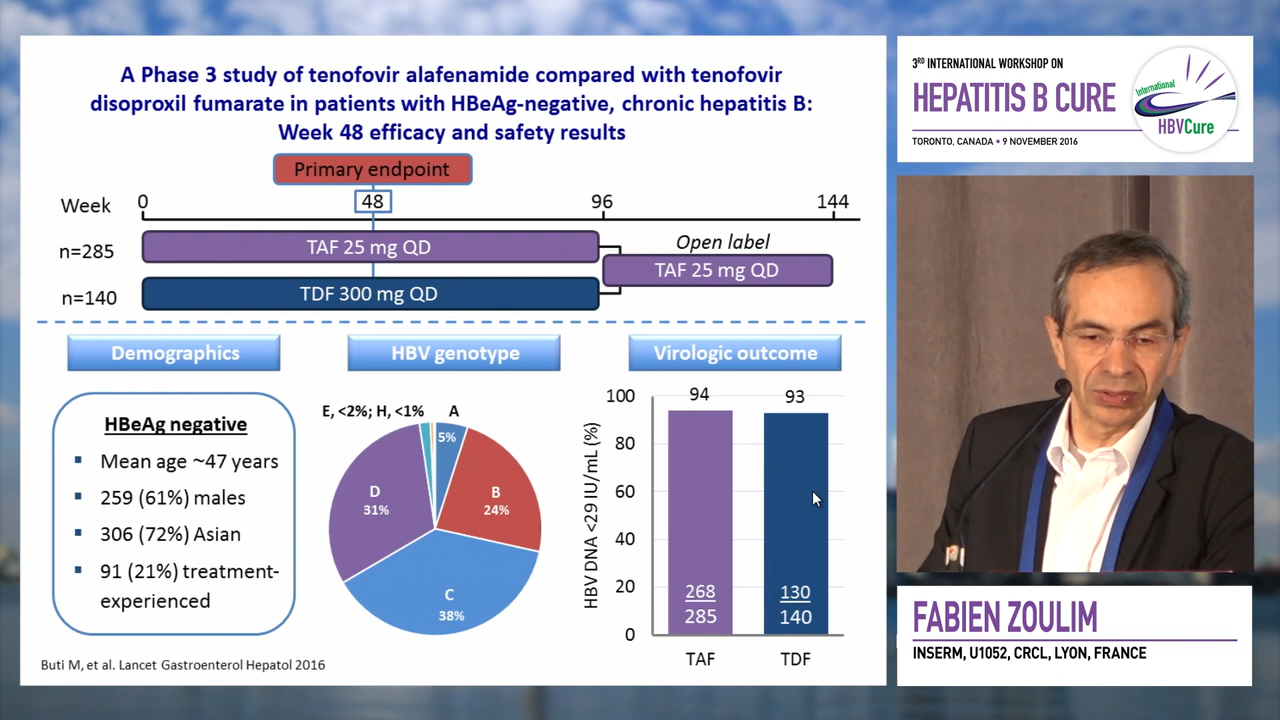 A Phase 3 study of tenofovir alafenamide compared with tenofovir
disoproxil fumarate in patients with HBeAg-negative, chronic hepatitis B:
Week 48 efficacy and safety results
Primary endpoint
Week
0
48
96
144
n=285
TAF 25 mg QD
Open label
TAF 25 mg QD
n=140
TDF 300 mg QD
Demographics
HBV genotype
Virologic outcome
HBeAg negative
▪ Mean age ~47 years
▪ 259 (61%) males
▪ 306 (72%) Asian
▪ 91 (21%) treatment-
experienced
E, <2%; H, <1%
A
5%
B
24%
C
38%
D
31%
HBV DNA <29 IU/mL (%)
100
80
60
40
20
0
94
93
268
285
130
140
TAF
TDF
Buti M, et al. Lancet Gastroenterol Hepatol 2016
3RD INTERNATIONAL WORKSHOP ON
HEPATITIS B CURE
TORONTO, CANADA • 9 NOVEMBER 2016
International
HBVCure
FABIEN ZOULIM
INSERM, U1052, CRCL, LYON, FRANCE